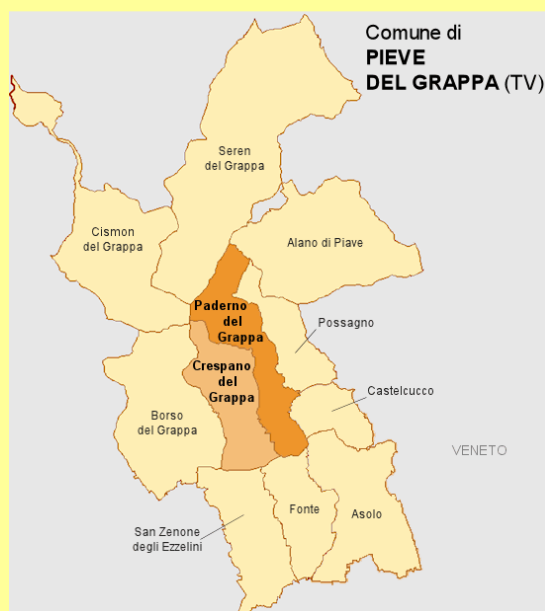 Comune di
PIEVE
DEL GRAPPA (TV)
Seren
del Grappa
Cismon
del Grappa
Alano di Piave
Paderno
del
Grappa
Possagno
Crespano
del
Grappa
Castelcucco
Borso
del Grappa
VENETO
San Zenone
degli Ezzelini
Fonte
Asolo